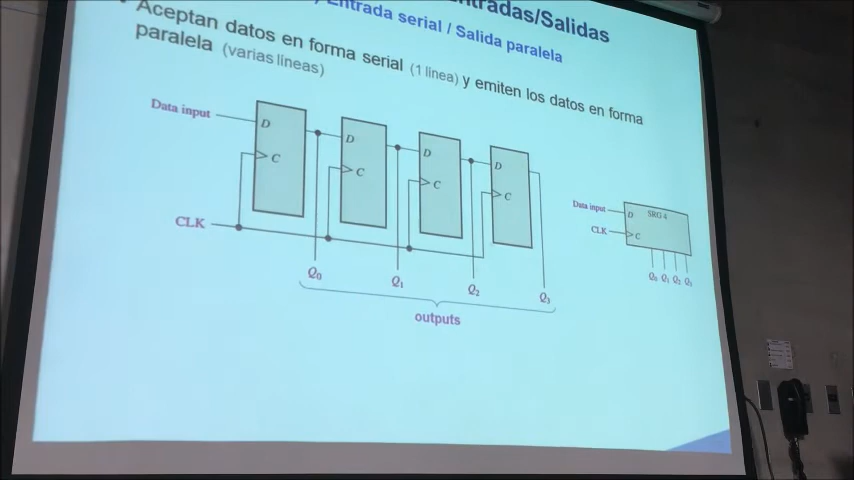 Entradas/Salidas
Entrada serial / Salida paralela
Aceptan datos en forma serial (1 línea) y emiten los datos en forma
paralela (varias líneas)
Data input
D
C
D
C
D
C
D
C
CLK
Q0
Q1
Q2
Q3
outputs
Data input
D
SRG 4
CLK
C
Q0 Q1 Q2 Q3